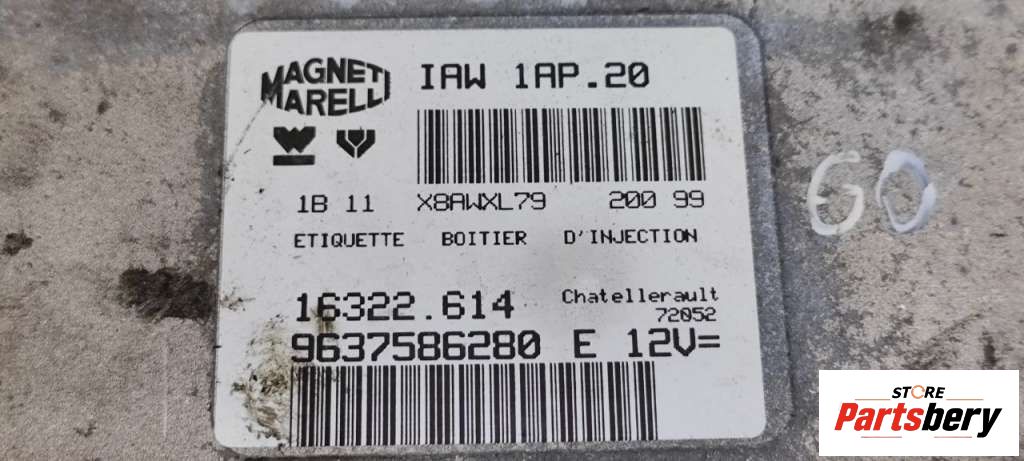 MAGNETI
MARELLI
IAW 1AP.20
1B 11 X8AWXL79 200 99
ETIQUETTE BOITIER D'INJECTION
16322.614
Chatellerault
72052
9637586280 E 12V=
GO
STORE
Partsbery